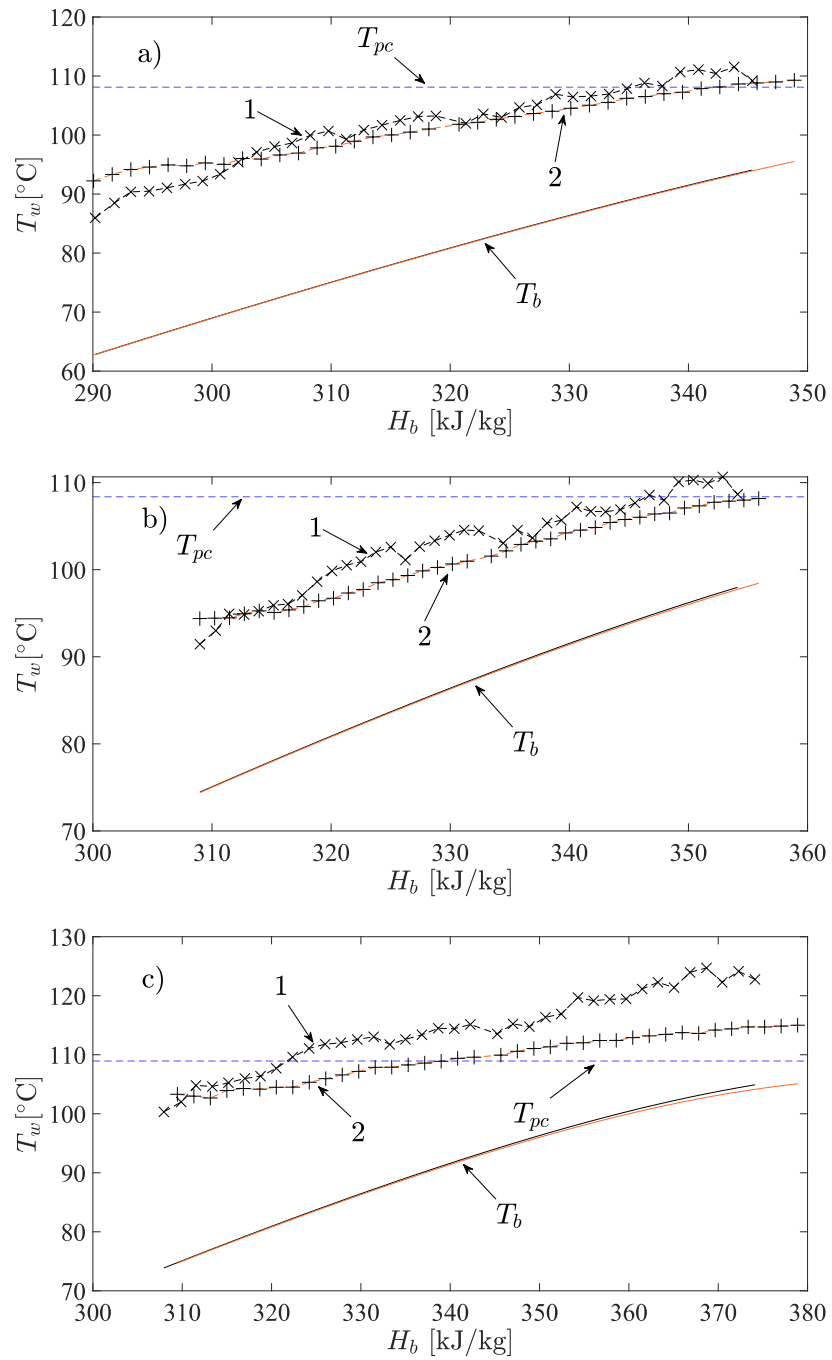 120
a)
T_pc
110
1
100
2
T_w [°C]
90
80
T_b
70
60
290 300 310 320 330 340 350
H_b [kJ/kg]
110
b)
T_pc
1
100
2
T_w [°C]
90
T_b
80
70
300 310 320 330 340 350 360
H_b [kJ/kg]
130
c)
1
120
110
T_pc
2
T_w [°C]
100
90
T_b
80
70
300 310 320 330 340 350 360 370 380
H_b [kJ/kg]